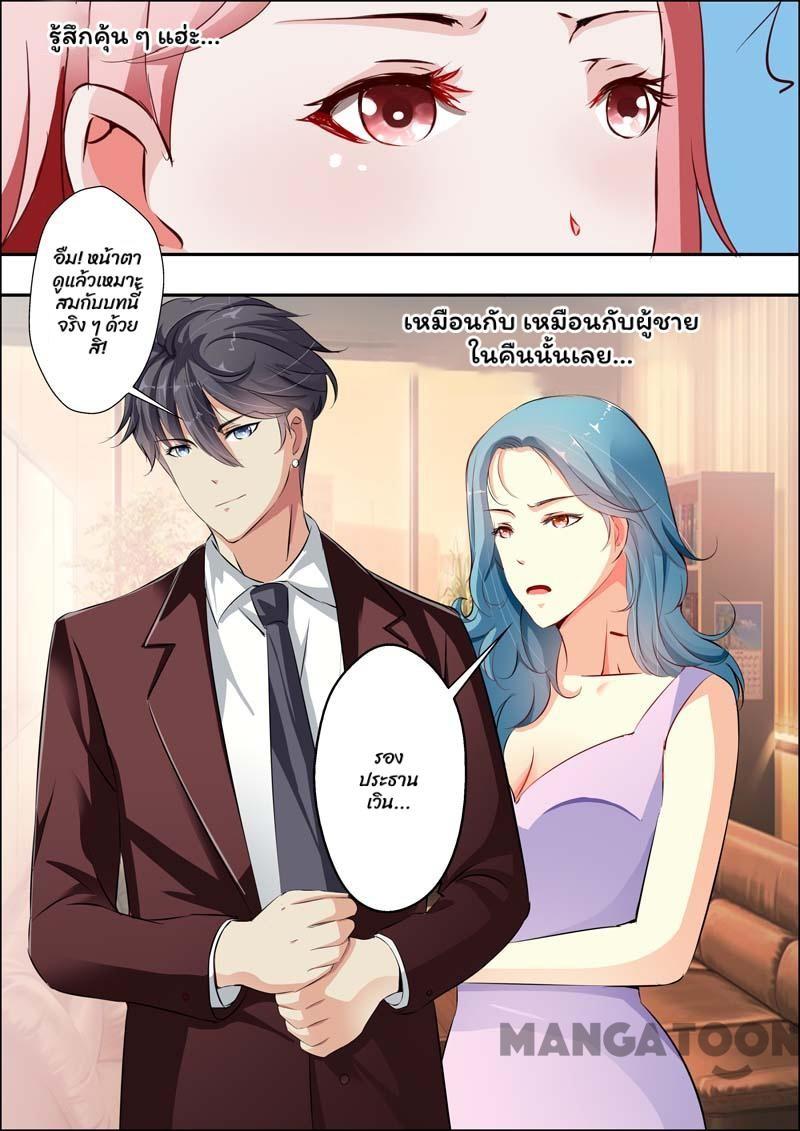 รู้สึกคุ้น ๆ แฮ่ะ...
อืม! หน้าตา
ดูแล้วเหมาะ
สมกับบทนี้
จริง ๆ ด้วย
สิ!
เหมือนกับ เหมือนกับผู้ชาย
ในคืนนั้นเลย...
รอง
ประธาน
เวิน...
MANGATOON